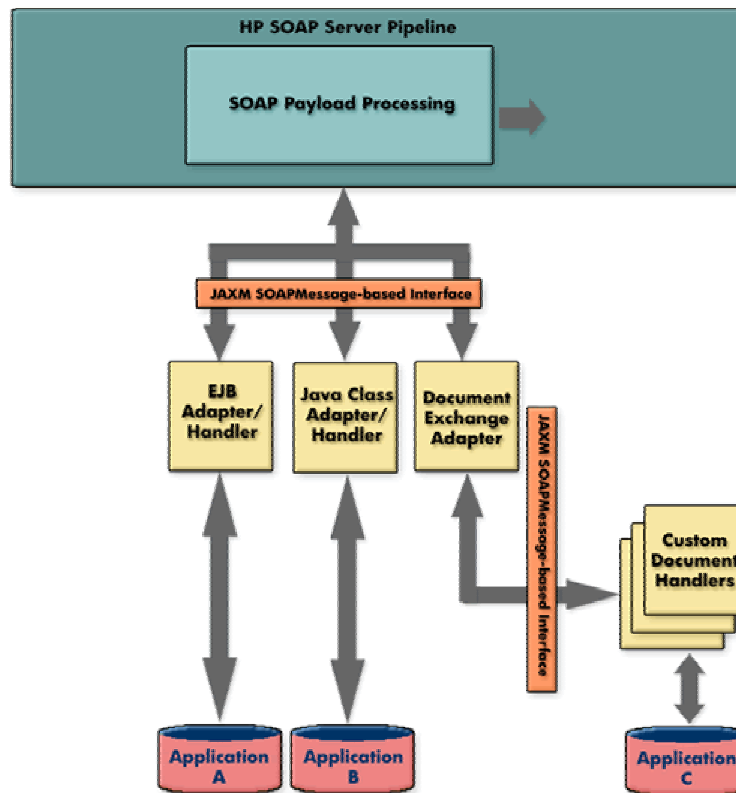 HP SOAP Server Pipeline
SOAP Payload Processing
JAXM SOAPMessage-based Interface
EJB
Adapter/
Handler
Java Class
Adapter/
Handler
Document
Exchange
Adapter
JAXM SOAPMessage-based Interface
Custom
Document
Handlers
Application
A
Application
B
Application
C